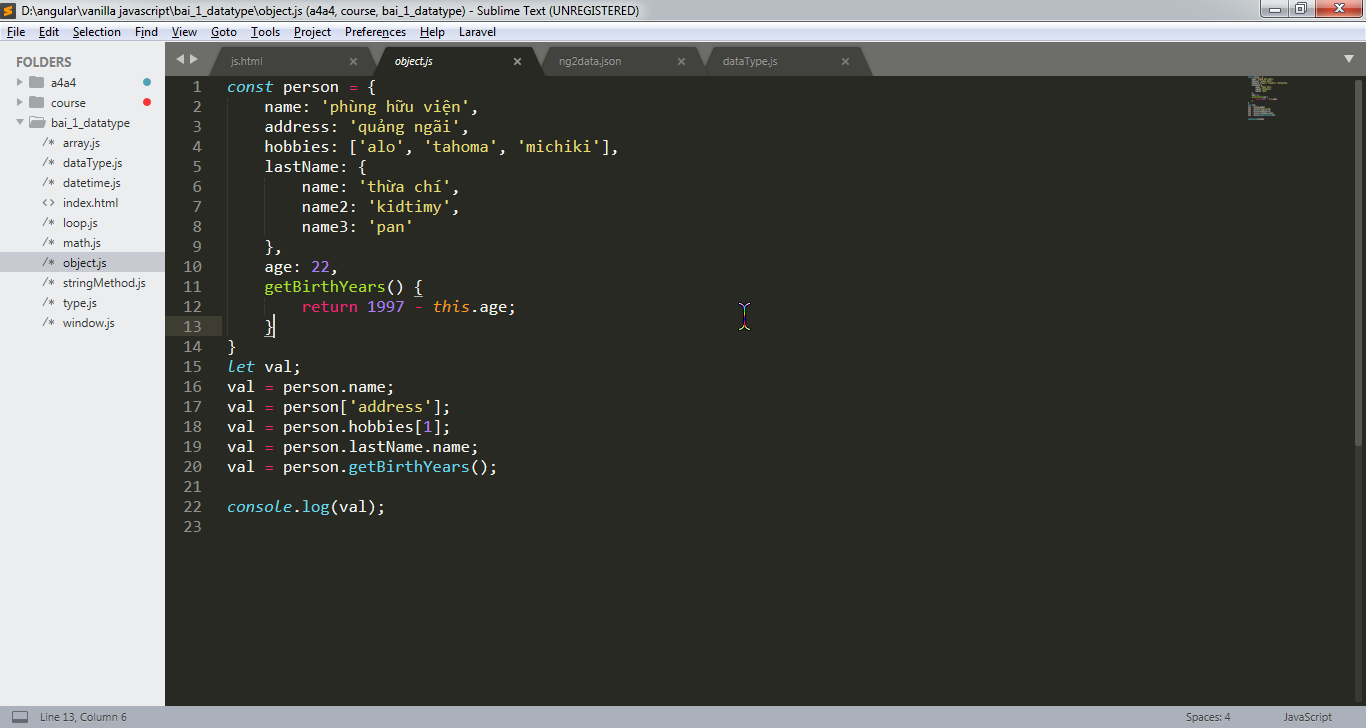 D:\angular\vanilla javascript\bai_1_datatype\object.js (a4a4, course, bai_1_datatype) - Sublime Text (UNREGISTERED)
File Edit Selection Find View Goto Tools Project Preferences Help Laravel
FOLDERS
a4a4
course
bai_1_datatype
/* array.js
/* dataType.js
/* datetime.js
<> index.html
/* loop.js
/* math.js
/* object.js
/* stringMethod.js
/* type.js
/* window.js
js.html object.js ng2data.json dataType.js
1 const person = {
2 name: 'phùng hữu viện',
3 address: 'quảng ngãi',
4 hobbies: ['alo', 'tahoma', 'michiki'],
5 lastName: {
6 name: 'thừa chí',
7 name2: 'kidtimy',
8 name3: 'pan'
9 },
10 age: 22,
11 getBirthYears() {
12 return 1997 - this.age;
13 }
14 }
15 let val;
16 val = person.name;
17 val = person['address'];
18 val = person.hobbies[1];
19 val = person.lastName.name;
20 val = person.getBirthYears();
21
22 console.log(val);
23
Line 13, Column 6 Spaces: 4 JavaScript